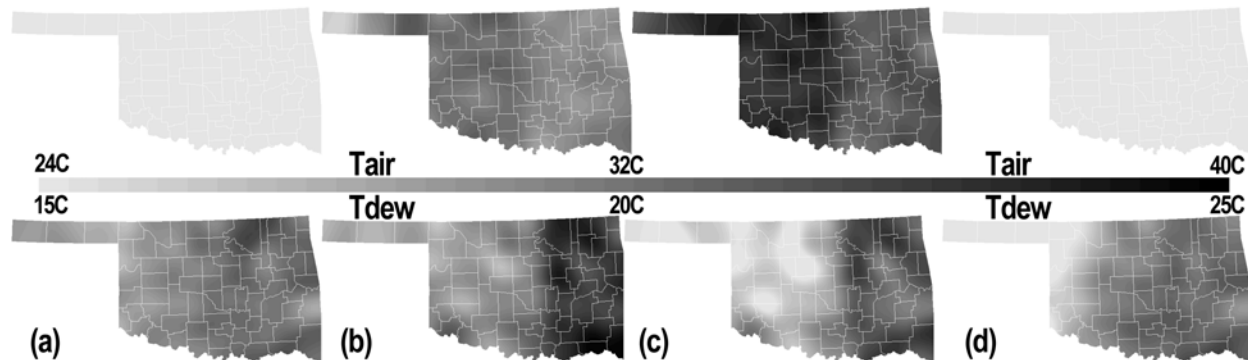 24C Tair 32C Tair 40C
15C Tdew 20C Tdew 25C
(a) (b) (c) (d)